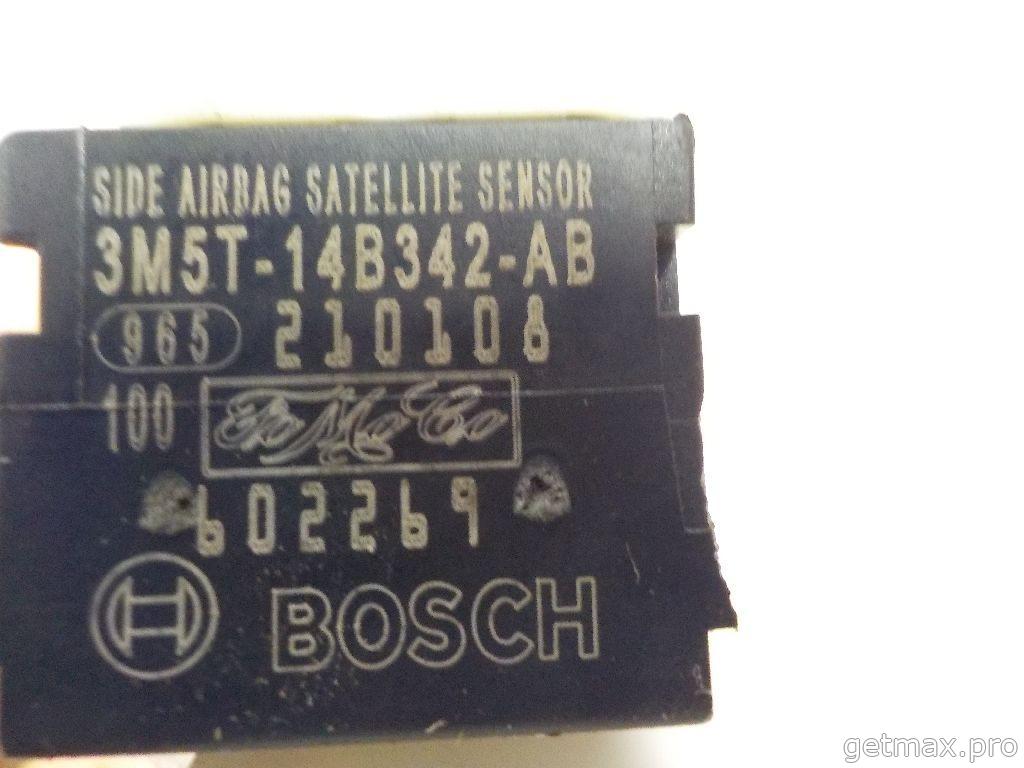 SIDE AIRBAG SATELLITE SENSOR
3M5T-14B342-AB
965 210108
100 FoMoCo
602269
BOSCH
getmax.pro